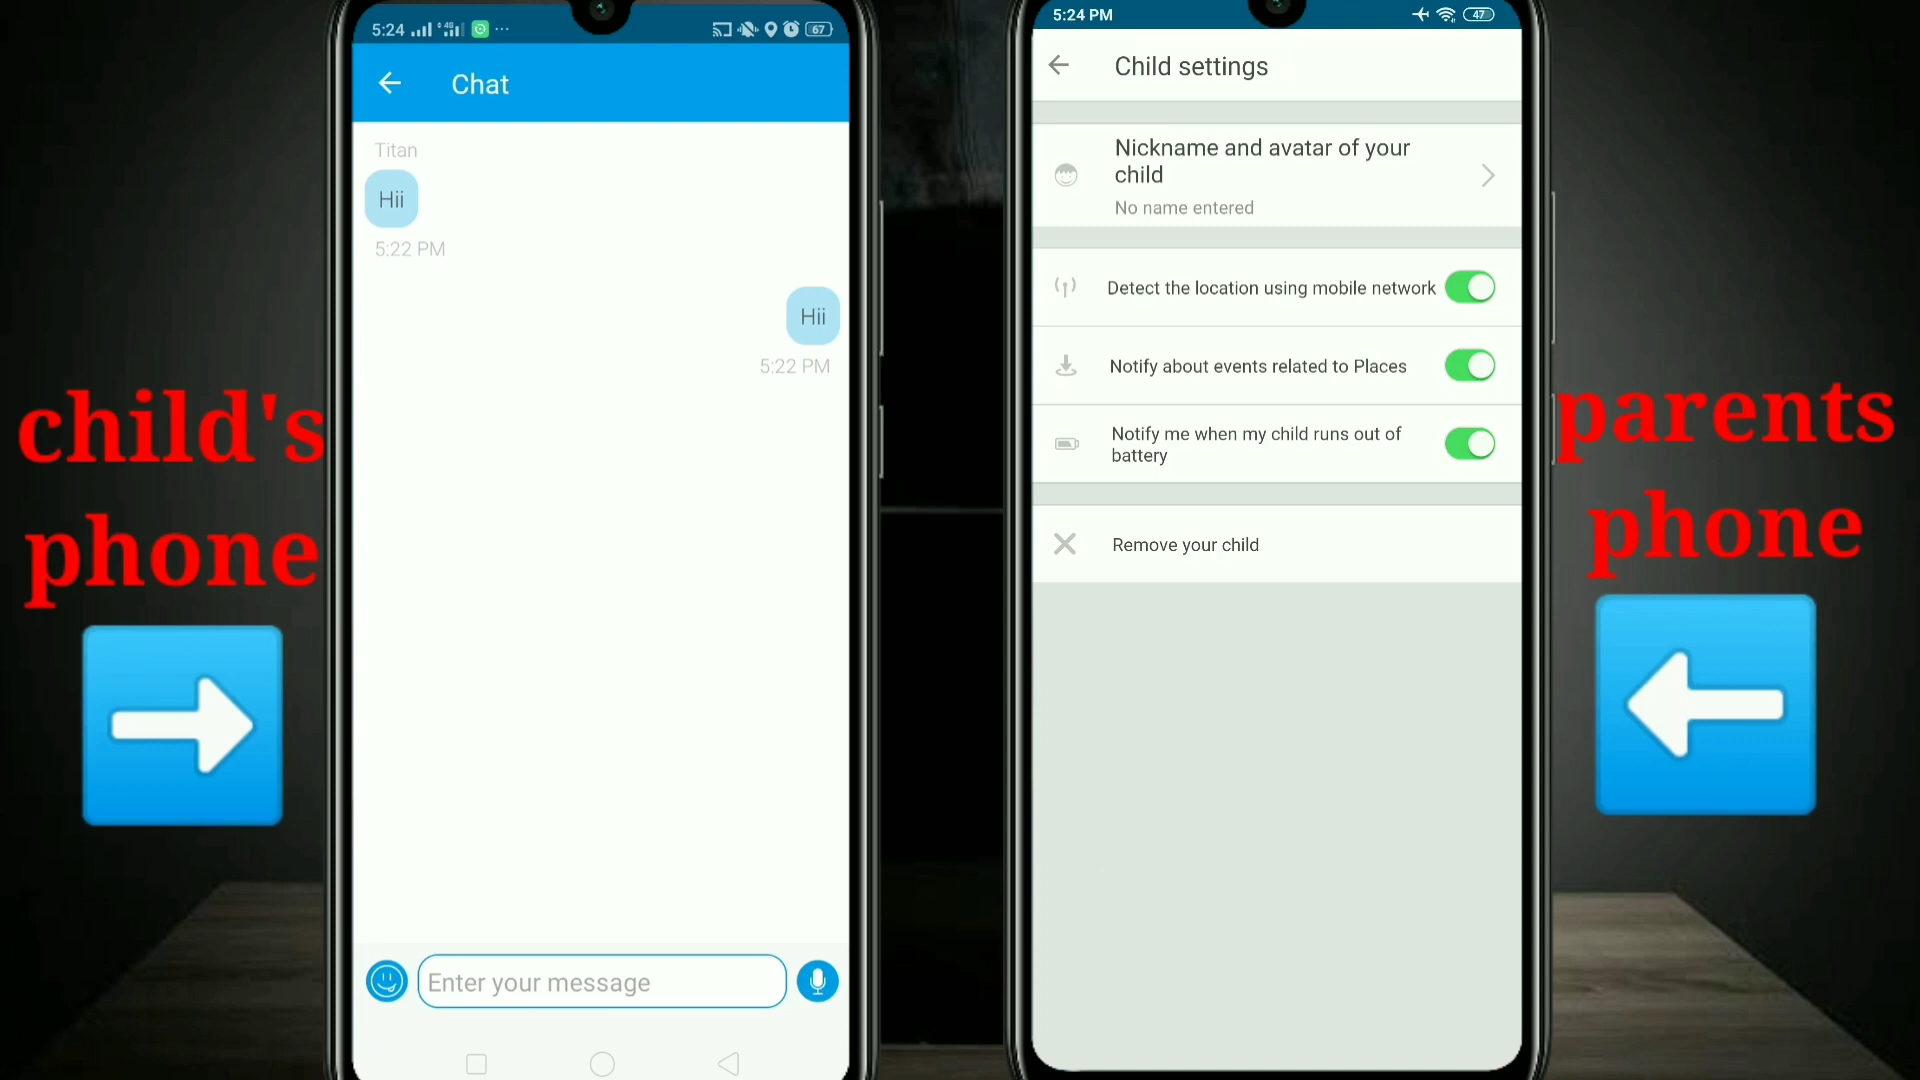 5:24
4G
67
Chat
Titan
Hii
5:22 PM
Hii
5:22 PM
Enter your message
child's
phone
5:24 PM
47
Child settings
Nickname and avatar of your
child
No name entered
Detect the location using mobile network
Notify about events related to Places
Notify me when my child runs out of
battery
Remove your child
parents
phone